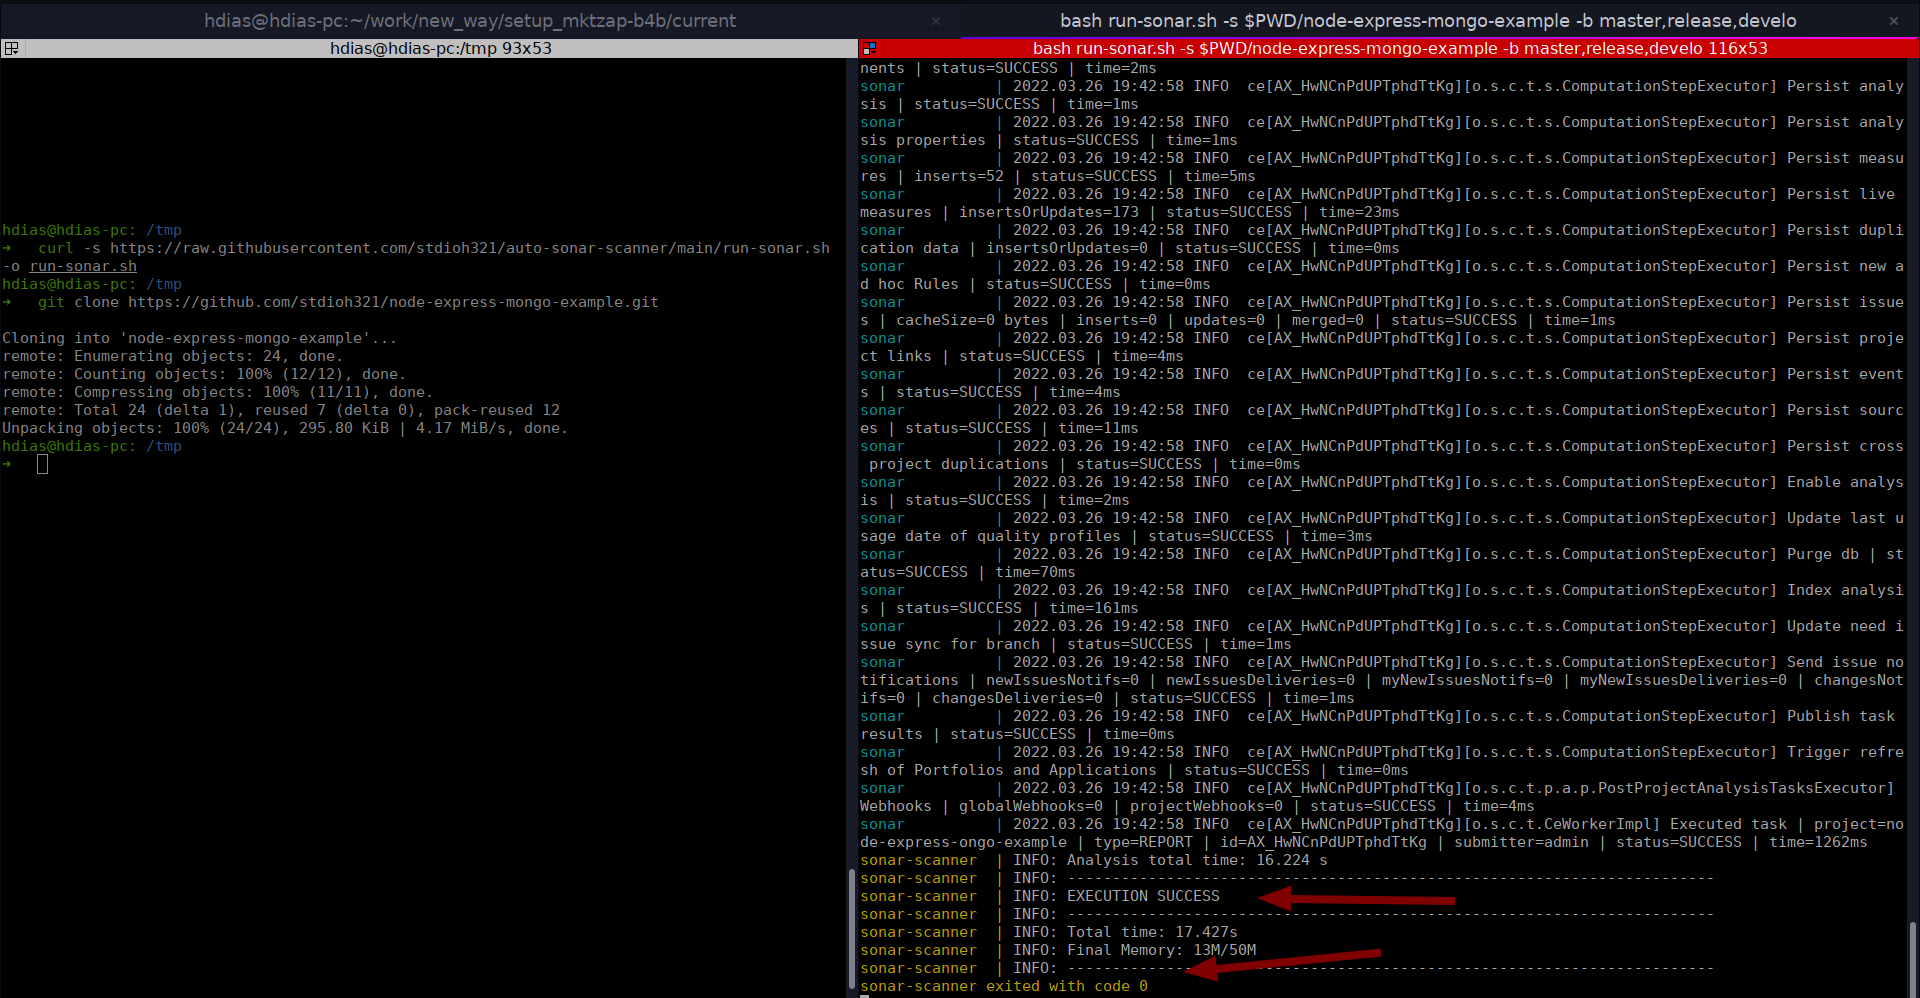 hdias@hdias-pc:~/work/new_way/setup_mktzap-b4b/current ×
bash run-sonar.sh -s $PWD/node-express-mongo-example -b master,release,develo ×
hdias@hdias-pc:/tmp 93x53
hdias@hdias-pc: /tmp
➜ curl -s https://raw.githubusercontent.com/stdioh321/auto-sonar-scanner/main/run-sonar.sh
-o run-sonar.sh
hdias@hdias-pc: /tmp
➜ git clone https://github.com/stdioh321/node-express-mongo-example.git
Cloning into 'node-express-mongo-example'...
remote: Enumerating objects: 24, done.
remote: Counting objects: 100% (12/12), done.
remote: Compressing objects: 100% (11/11), done.
remote: Total 24 (delta 1), reused 7 (delta 0), pack-reused 12
Unpacking objects: 100% (24/24), 295.80 KiB | 4.17 MiB/s, done.
hdias@hdias-pc: /tmp
➜
bash run-sonar.sh -s $PWD/node-express-mongo-example -b master,release,develo 116x53
nents | status=SUCCESS | time=2ms
sonar | 2022.03.26 19:42:58 INFO ce[AX_HwNCnPdUPTphdTtKg][o.s.c.t.s.ComputationStepExecutor] Persist analy
sis | status=SUCCESS | time=1ms
sonar | 2022.03.26 19:42:58 INFO ce[AX_HwNCnPdUPTphdTtKg][o.s.c.t.s.ComputationStepExecutor] Persist analy
sis properties | status=SUCCESS | time=1ms
sonar | 2022.03.26 19:42:58 INFO ce[AX_HwNCnPdUPTphdTtKg][o.s.c.t.s.ComputationStepExecutor] Persist measu
res | inserts=52 | status=SUCCESS | time=5ms
sonar | 2022.03.26 19:42:58 INFO ce[AX_HwNCnPdUPTphdTtKg][o.s.c.t.s.ComputationStepExecutor] Persist live
measures | insertsOrUpdates=173 | status=SUCCESS | time=23ms
sonar | 2022.03.26 19:42:58 INFO ce[AX_HwNCnPdUPTphdTtKg][o.s.c.t.s.ComputationStepExecutor] Persist dupli
cation data | insertsOrUpdates=0 | status=SUCCESS | time=0ms
sonar | 2022.03.26 19:42:58 INFO ce[AX_HwNCnPdUPTphdTtKg][o.s.c.t.s.ComputationStepExecutor] Persist new a
d hoc Rules | status=SUCCESS | time=0ms
sonar | 2022.03.26 19:42:58 INFO ce[AX_HwNCnPdUPTphdTtKg][o.s.c.t.s.ComputationStepExecutor] Persist issue
s | cacheSize=0 bytes | inserts=0 | updates=0 | merged=0 | status=SUCCESS | time=1ms
sonar | 2022.03.26 19:42:58 INFO ce[AX_HwNCnPdUPTphdTtKg][o.s.c.t.s.ComputationStepExecutor] Persist proje
ct links | status=SUCCESS | time=4ms
sonar | 2022.03.26 19:42:58 INFO ce[AX_HwNCnPdUPTphdTtKg][o.s.c.t.s.ComputationStepExecutor] Persist event
s | status=SUCCESS | time=4ms
sonar | 2022.03.26 19:42:58 INFO ce[AX_HwNCnPdUPTphdTtKg][o.s.c.t.s.ComputationStepExecutor] Persist sourc
es | status=SUCCESS | time=11ms
sonar | 2022.03.26 19:42:58 INFO ce[AX_HwNCnPdUPTphdTtKg][o.s.c.t.s.ComputationStepExecutor] Persist cross
project duplications | status=SUCCESS | time=0ms
sonar | 2022.03.26 19:42:58 INFO ce[AX_HwNCnPdUPTphdTtKg][o.s.c.t.s.ComputationStepExecutor] Enable analys
is | status=SUCCESS | time=2ms
sonar | 2022.03.26 19:42:58 INFO ce[AX_HwNCnPdUPTphdTtKg][o.s.c.t.s.ComputationStepExecutor] Update last u
sage date of quality profiles | status=SUCCESS | time=3ms
sonar | 2022.03.26 19:42:58 INFO ce[AX_HwNCnPdUPTphdTtKg][o.s.c.t.s.ComputationStepExecutor] Purge db | st
atus=SUCCESS | time=70ms
sonar | 2022.03.26 19:42:58 INFO ce[AX_HwNCnPdUPTphdTtKg][o.s.c.t.s.ComputationStepExecutor] Index analysi
s | status=SUCCESS | time=161ms
sonar | 2022.03.26 19:42:58 INFO ce[AX_HwNCnPdUPTphdTtKg][o.s.c.t.s.ComputationStepExecutor] Update need i
ssue sync for branch | status=SUCCESS | time=1ms
sonar | 2022.03.26 19:42:58 INFO ce[AX_HwNCnPdUPTphdTtKg][o.s.c.t.s.ComputationStepExecutor] Send issue no
tifications | newIssuesNotifs=0 | newIssuesDeliveries=0 | myNewIssuesNotifs=0 | myNewIssuesDeliveries=0 | changesNot
ifs=0 | changesDeliveries=0 | status=SUCCESS | time=1ms
sonar | 2022.03.26 19:42:58 INFO ce[AX_HwNCnPdUPTphdTtKg][o.s.c.t.s.ComputationStepExecutor] Publish task
results | status=SUCCESS | time=0ms
sonar | 2022.03.26 19:42:58 INFO ce[AX_HwNCnPdUPTphdTtKg][o.s.c.t.s.ComputationStepExecutor] Trigger refre
sh of Portfolios and Applications | status=SUCCESS | time=0ms
sonar | 2022.03.26 19:42:58 INFO ce[AX_HwNCnPdUPTphdTtKg][o.s.c.t.p.a.p.PostProjectAnalysisTasksExecutor]
Webhooks | globalWebhooks=0 | projectWebhooks=0 | status=SUCCESS | time=4ms
sonar | 2022.03.26 19:42:58 INFO ce[AX_HwNCnPdUPTphdTtKg][o.s.c.t.CeWorkerImpl] Executed task | project=no
de-express-ongo-example | type=REPORT | id=AX_HwNCnPdUPTphdTtKg | submitter=admin | status=SUCCESS | time=1262ms
sonar-scanner | INFO: Analysis total time: 16.224 s
sonar-scanner | INFO: ------------------------------------------------------------------------
sonar-scanner | INFO: EXECUTION SUCCESS
sonar-scanner | INFO: ------------------------------------------------------------------------
sonar-scanner | INFO: Total time: 17.427s
sonar-scanner | INFO: Final Memory: 13M/50M
sonar-scanner | INFO: ------------------------------------------------------------------------
sonar-scanner exited with code 0